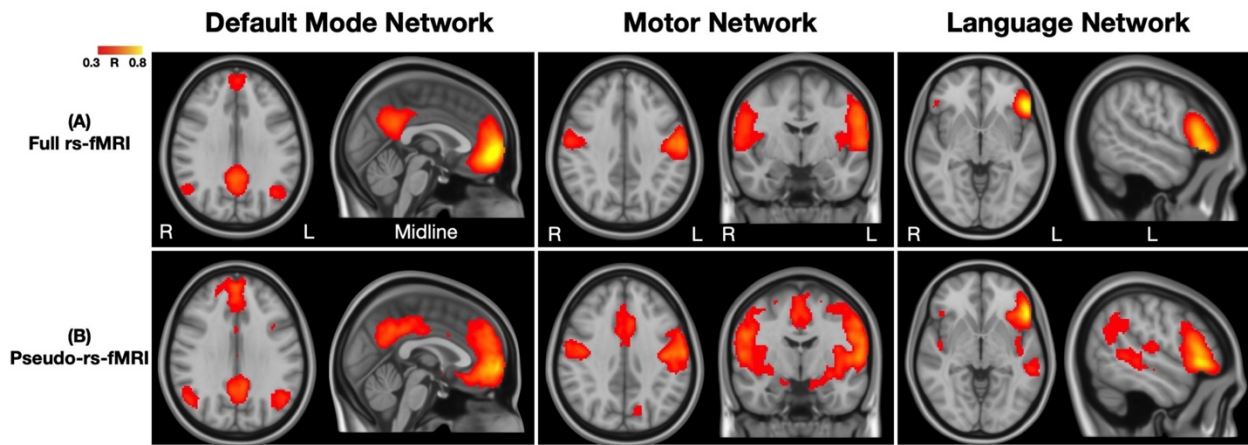 Default Mode Network
Motor Network
Language Network
0.3 R 0.8
(A)
Full rs-fMRI
R
L
Midline
R
L
R
L
R
L
L
(B)
Pseudo-rs-fMRI